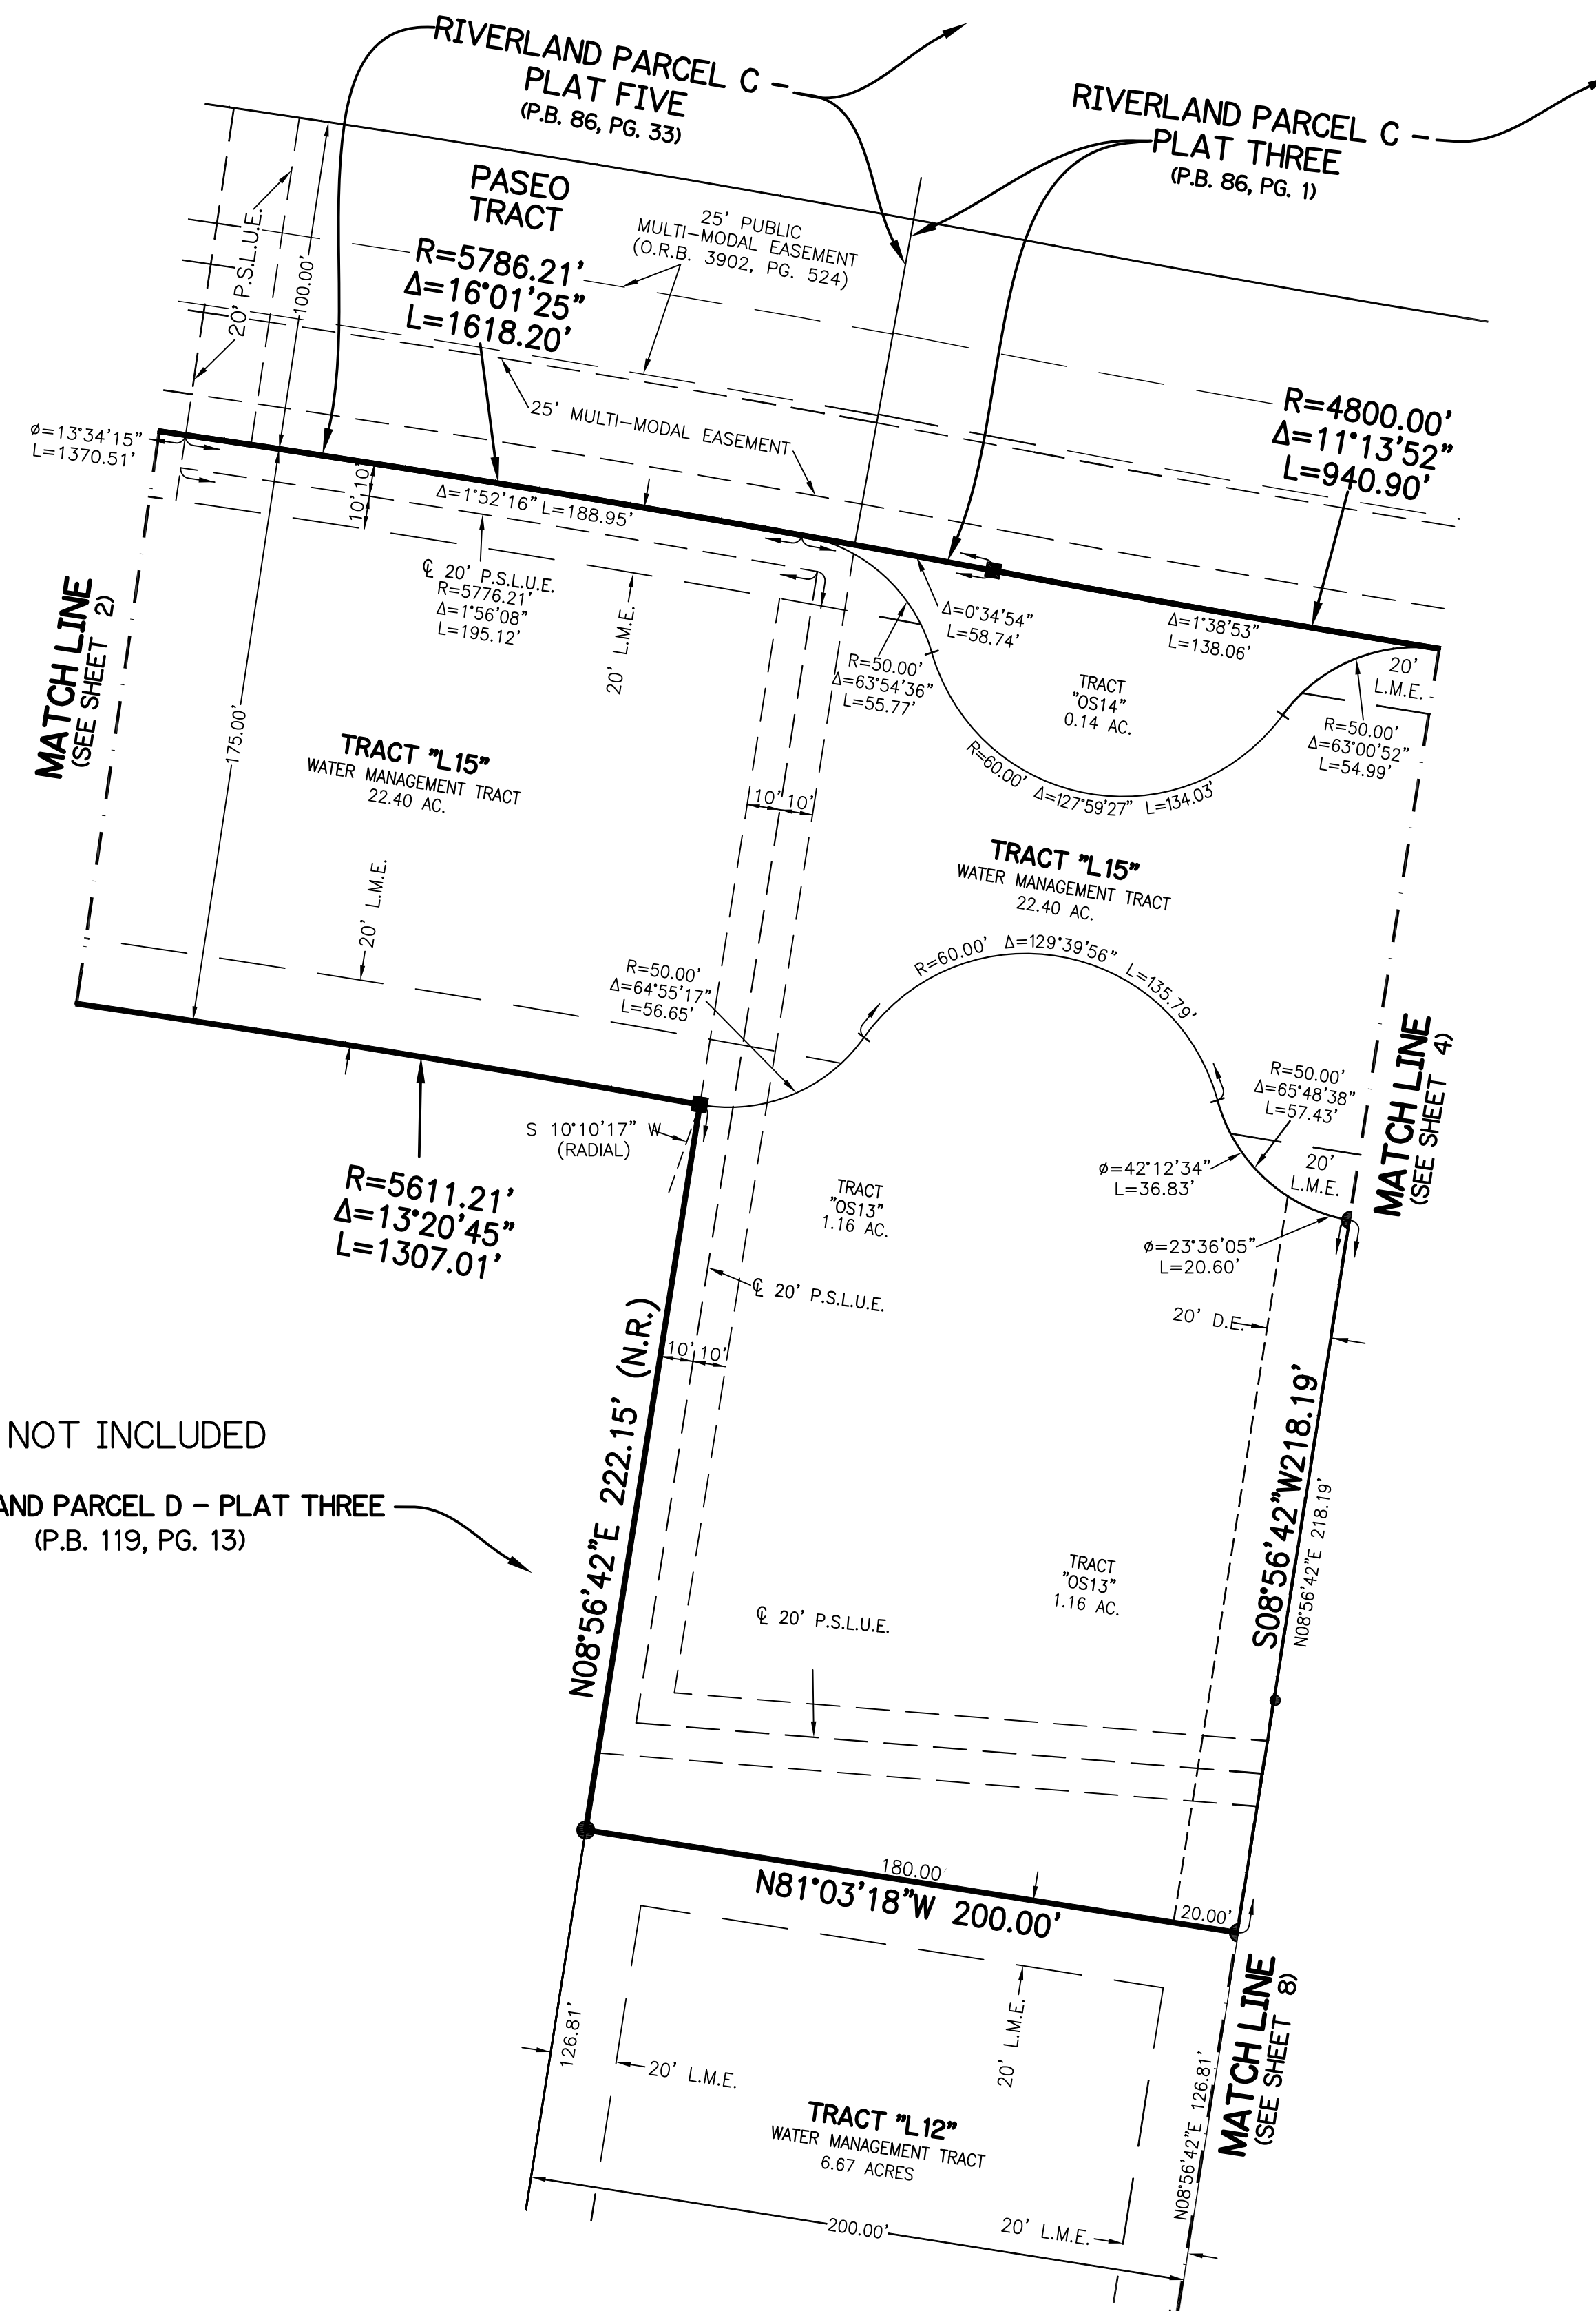 RIVERLAND PARCEL C -
PLAT FIVE
(P.B. 86, PG. 33)
RIVERLAND PARCEL C -
PLAT THREE
(P.B. 86, PG. 1)
PASEO
TRACT
25' PUBLIC
MULTI-MODAL EASEMENT
(O.R.B. 3902, PG. 524)
20' P.S.L.U.E.
100.00'
R=5786.21'
Δ=16°01'25"
L=1618.20'
25' MULTI-MODAL EASEMENT
R=4800.00'
Δ=11°13'52"
L=940.90'
ø=13°34'15"
L=1370.51'
10' 10'
Δ=1°52'16" L=188.95'
℄ 20' P.S.L.U.E.
R=5776.21'
Δ=1°56'08"
L=195.12'
20' L.M.E.
Δ=0°34'54"
L=58.74'
Δ=1°38'53"
L=138.06'
R=50.00'
Δ=63°54'36"
L=55.77'
TRACT
"OS14"
0.14 AC.
20'
L.M.E.
R=50.00'
Δ=63°00'52"
L=54.99'
R=60.00' Δ=127°59'27" L=134.03'
MATCH LINE
(SEE SHEET 2)
175.00'
TRACT "L15"
WATER MANAGEMENT TRACT
22.40 AC.
10' 10'
TRACT "L15"
WATER MANAGEMENT TRACT
22.40 AC.
20' L.M.E.
R=60.00' Δ=129°39'56" L=135.79'
R=50.00'
Δ=64°55'17"
L=56.65'
R=50.00'
Δ=65°48'38"
L=57.43'
MATCH LINE
(SEE SHEET 4)
S 10°10'17" W
(RADIAL)
R=5611.21'
Δ=13°20'45"
L=1307.01'
TRACT
"OS13"
1.16 AC.
ø=42°12'34"
L=36.83'
20'
L.M.E.
ø=23°36'05"
L=20.60'
℄ 20' P.S.L.U.E.
20' D.E.
10' 10'
N08°56'42"E 222.15' (N.R.)
S08°56'42"W218.19'
N08°56'42"E 218.19'
NOT INCLUDED
AND PARCEL D - PLAT THREE
(P.B. 119, PG. 13)
TRACT
"OS13"
1.16 AC.
℄ 20' P.S.L.U.E.
180.00'
N81°03'18"W 200.00'
20.00'
126.81'
20' L.M.E.
20' L.M.E.
N08°56'42"E 126.81'
MATCH LINE
(SEE SHEET 8)
TRACT "L12"
WATER MANAGEMENT TRACT
6.67 ACRES
200.00'
20' L.M.E.